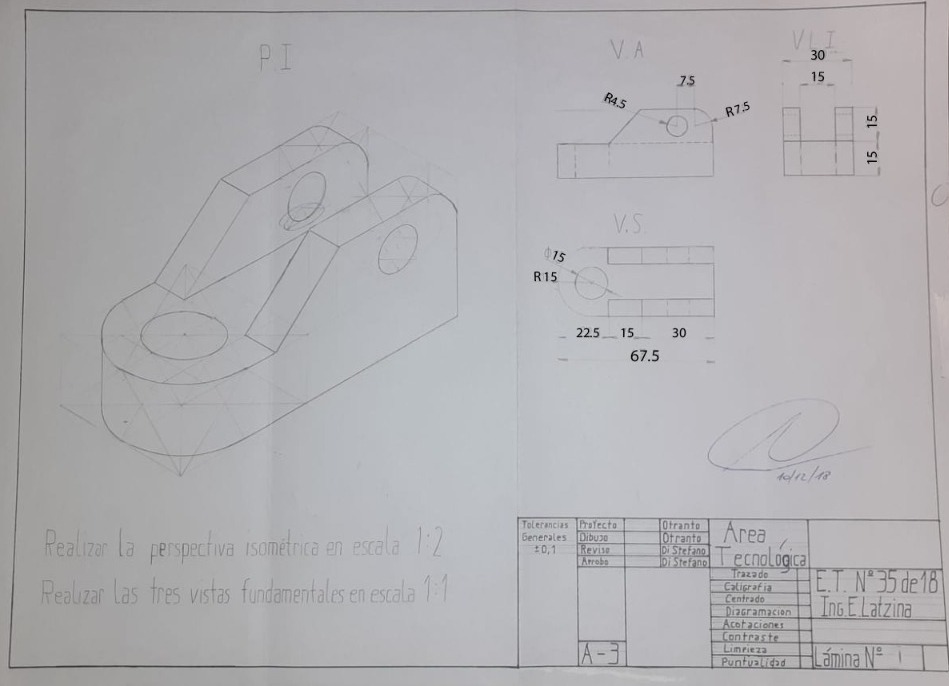 P.I
V.A
V.L.I
30
15
7.5
R4.5
R7.5
15
15
V.S.
φ15
R15
22.5 15 30
67.5
10/12/18
Realizar la perspectiva isométrica en escala 1:2
Realizar las tres vistas fundamentales en escala 1:1
Tolerancias
Generales
±0,1
Proyecto Otranto
Dibujo Otranto
Reviso Di Stefano
Di Stefano
A-3
Area
Tecnológica
Trazado
Caligrafia
Centrado
Diagramacion
Acotaciones
Contraste
Limpieza
Puntualidad
E.T. Nº 35 de 18
Ing E.Latzina
Lámina Nº 1